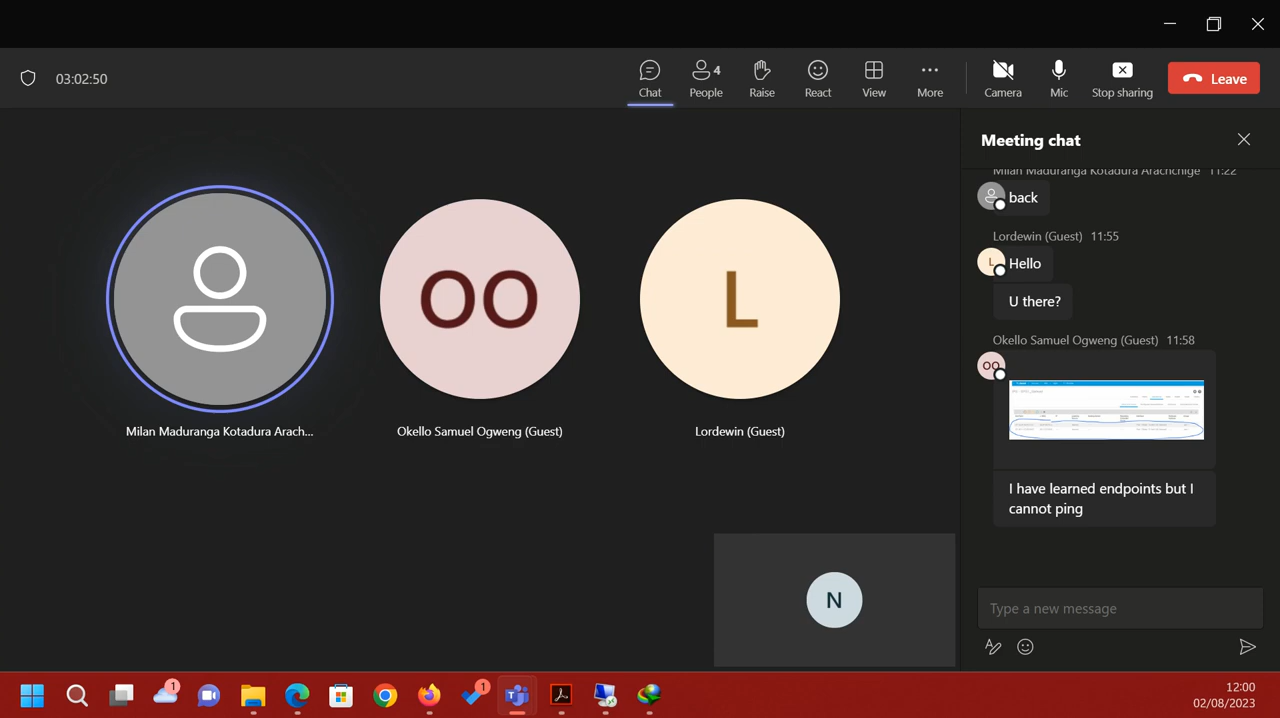 03:02:50
Chat
People
4
Raise
React
View
More
Camera
Mic
Stop sharing
Leave
Milan Maduranga Kotadura Arach...
OO
Okello Samuel Ogweng (Guest)
L
Lordewin (Guest)
N
Meeting chat
Milan Maduranga Kotadura Arachchige 11:22
back
Lordewin (Guest) 11:55
L
Hello
U there?
Okello Samuel Ogweng (Guest) 11:58
OO
I have learned endpoints but I
cannot ping
Type a new message
1
1
12:00
02/08/2023